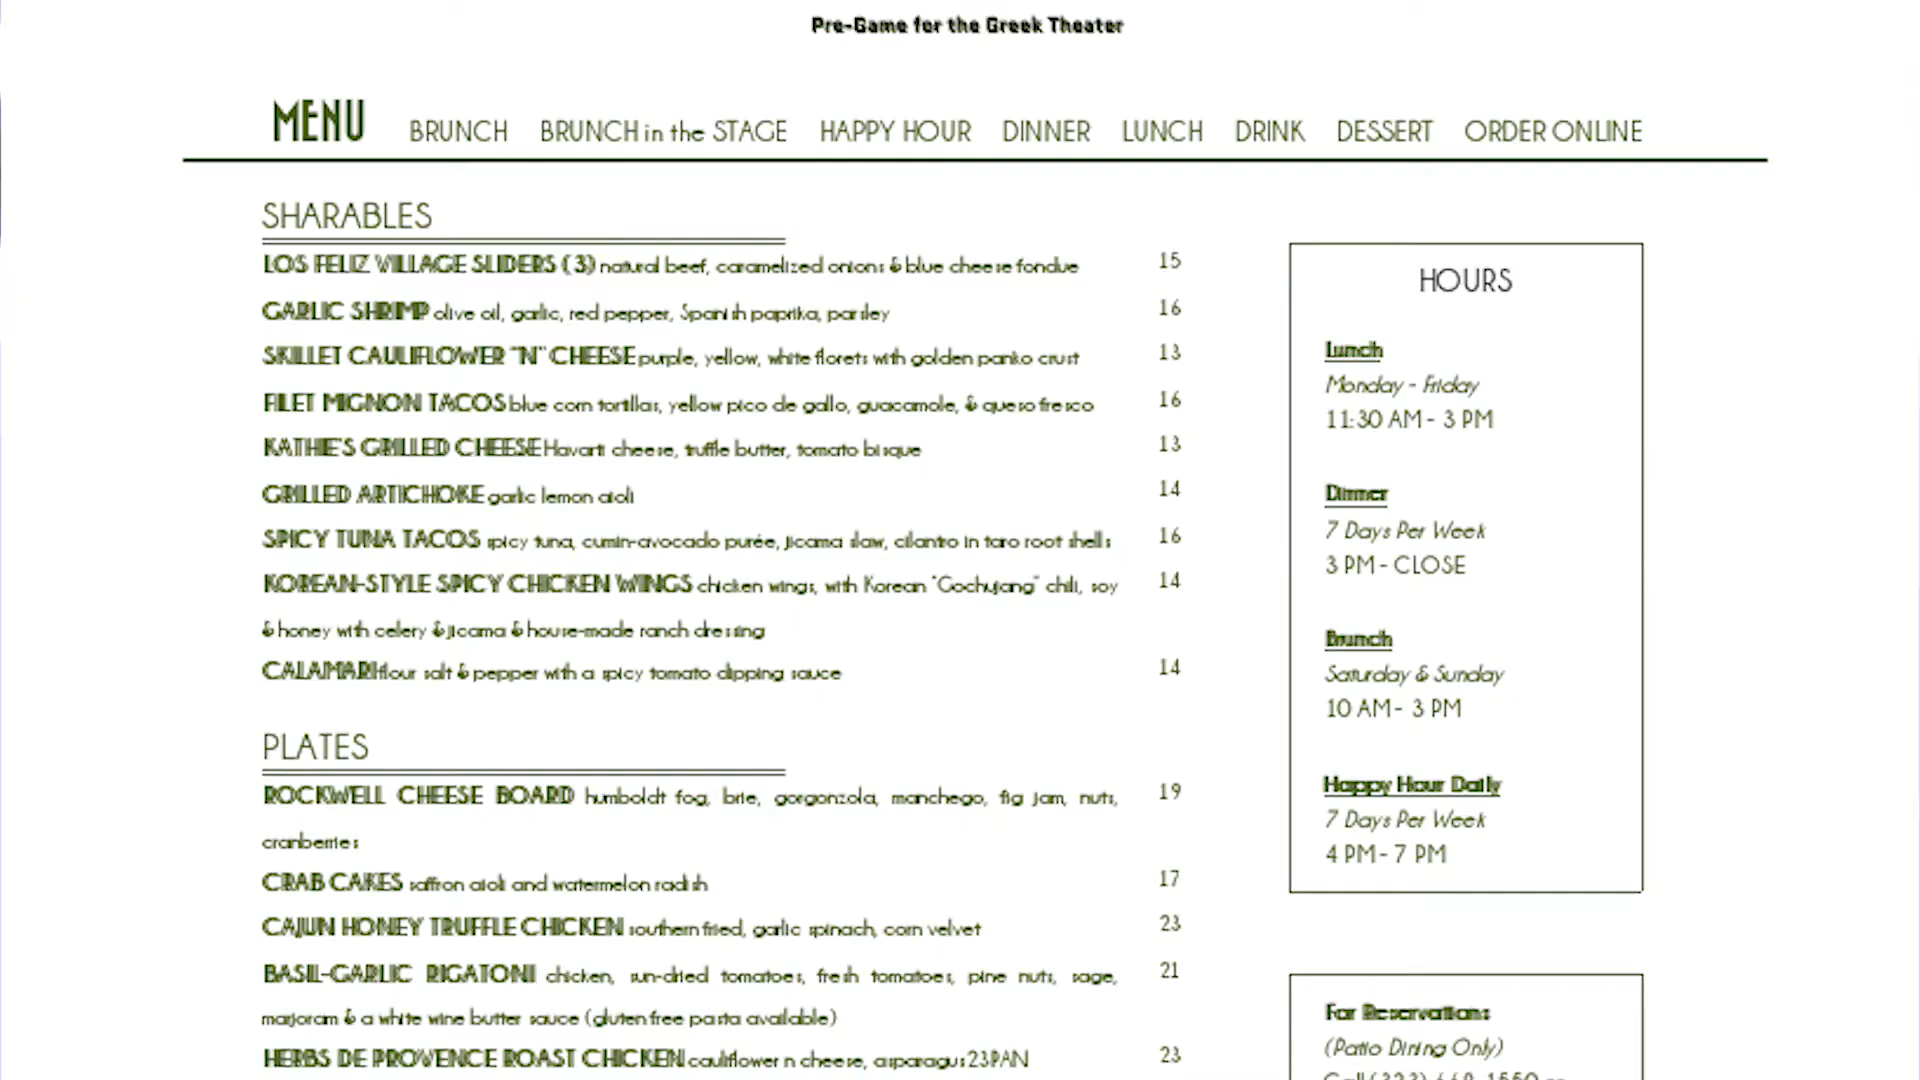 Pre-Game for the Greek Theater
MENU BRUNCH BRUNCH in the STAGE HAPPY HOUR DINNER LUNCH DRINK DESSERT ORDER ONLINE
SHARABLES
LOS FELIZ VILLAGE SLIDERS (3) natural beef, caramelized onions & blue cheese fondue 15
GARLIC SHRIMP olive oil, garlic, red pepper, Spanish paprika, parsley 16
SKILLET CAULIFLOWER "N" CHEESE purple, yellow, white florets with golden panko crust 13
FILET MIGNON TACOS blue corn tortillas, yellow pico de gallo, guacamole, & queso fresco 16
KATHIE'S GRILLED CHEESE Havarti cheese, truffle butter, tomato bisque 13
GRILLED ARTICHOKE garlic lemon aioli 14
SPICY TUNA TACOS spicy tuna, cumin-avocado purée, jicama slaw, cilantro in taro root shells 16
KOREAN-STYLE SPICY CHICKEN WINGS chicken wings, with Korean "Gochujang" chili, soy 14
& honey with celery & jicama & house-made ranch dressing
CALAMARI flour salt & pepper with a spicy tomato dipping sauce 14
PLATES
ROCKWELL CHEESE BOARD humboldt fog, brie, gorgonzola, manchego, fig jam, nuts, 19
cranberries
CRAB CAKES saffron aioli and watermelon radish 17
CAJUN HONEY TRUFFLE CHICKEN southern fried, garlic spinach, corn velvet 23
BASIL-GARLIC RIGATONI chicken, sun-dried tomatoes, fresh tomatoes, pine nuts, sage, 21
marjoram & a white wine butter sauce (gluten free pasta available)
HERBS DE PROVENCE ROAST CHICKEN cauliflower n cheese, asparagus23PAN 23
HOURS
Lunch
Monday - Friday
11:30 AM - 3 PM
Dinner
7 Days Per Week
3 PM - CLOSE
Brunch
Saturday & Sunday
10 AM - 3 PM
Happy Hour Daily
7 Days Per Week
4 PM - 7 PM
For Reservations
(Patio Dining Only)
Call (323) 668-1550 or